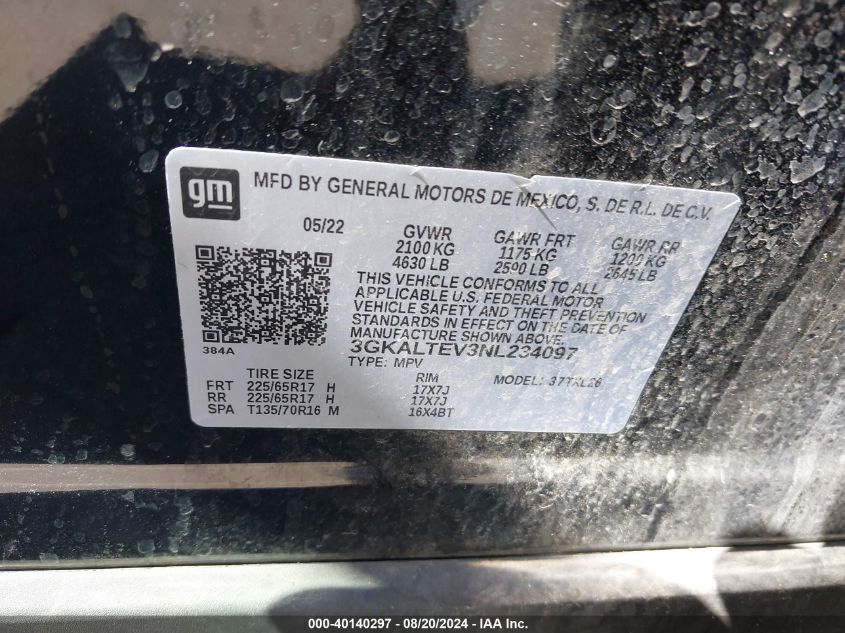 gm
MFD BY GENERAL MOTORS DE MEXICO, S. DE R.L. DE C.V.
05/22 GVWR GAWR FRT GAWR RR
2100 KG 1175 KG 1200 KG
4630 LB 2590 LB 2645 LB
THIS VEHICLE CONFORMS TO ALL
APPLICABLE U.S. FEDERAL MOTOR
VEHICLE SAFETY AND THEFT PREVENTION
STANDARDS IN EFFECT ON THE DATE OF
MANUFACTURE SHOWN ABOVE.
384A 3GKALTEV3NL234097
TYPE: MPV
TIRE SIZE RIM MODEL: 37TXL26
FRT 225/65R17 H 17X7J
RR 225/65R17 H 17X7J
SPA T135/70R16 M 16X4BT
000-40140297 - 08/20/2024 - IAA Inc.